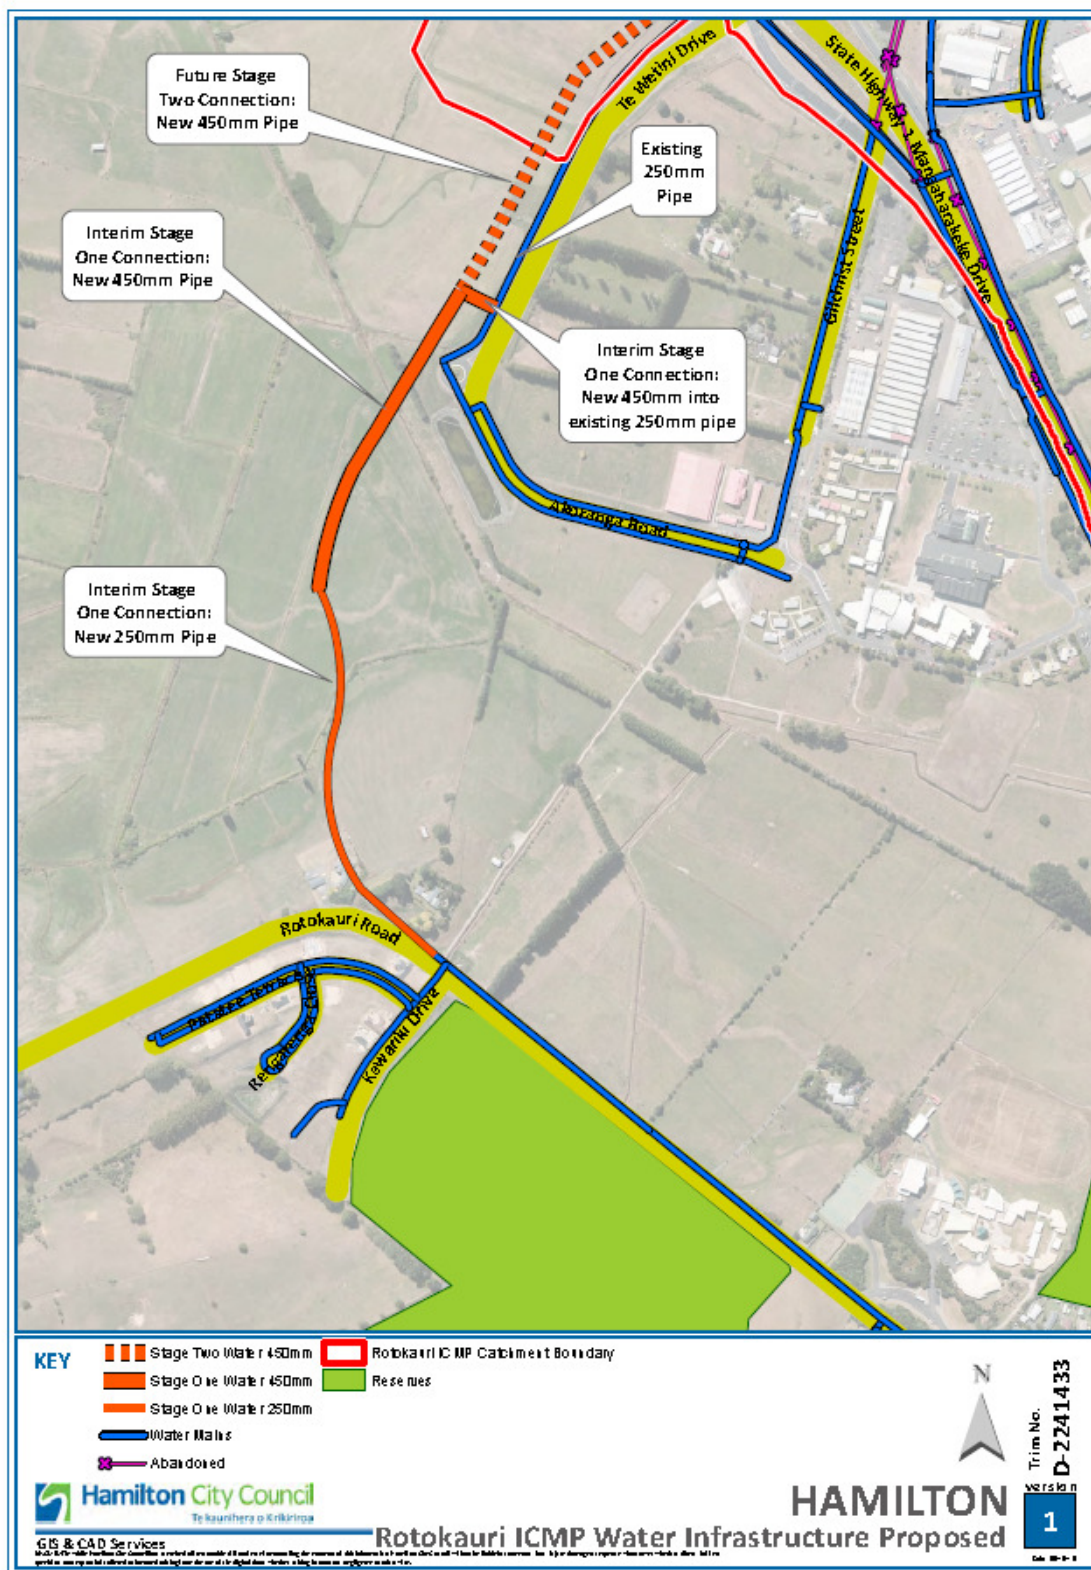 Future Stage
Two Connection:
New 450mm Pipe
Te Wetini Drive
State Highway 1 Mangaharakeke Drive
Existing
250mm
Pipe
Interim Stage
One Connection:
New 450mm Pipe
Gilchrist Street
Interim Stage
One Connection:
New 450mm into
existing 250mm pipe
Akoranga Road
Interim Stage
One Connection:
New 250mm Pipe
Rotokauri Road
Kawariki Drive
KEY
Stage Two Water 450mm
Stage One Water 450mm
Stage One Water 250mm
Water Mains
Abandoned
Rotokauri ICMP Catchment Boundary
Reserves
N
Trim No.
D-2241433
version
1
Hamilton City Council
Te kaunihera o Kirikiriroa
GIS & CAD Services
HAMILTON
Rotokauri ICMP Water Infrastructure Proposed